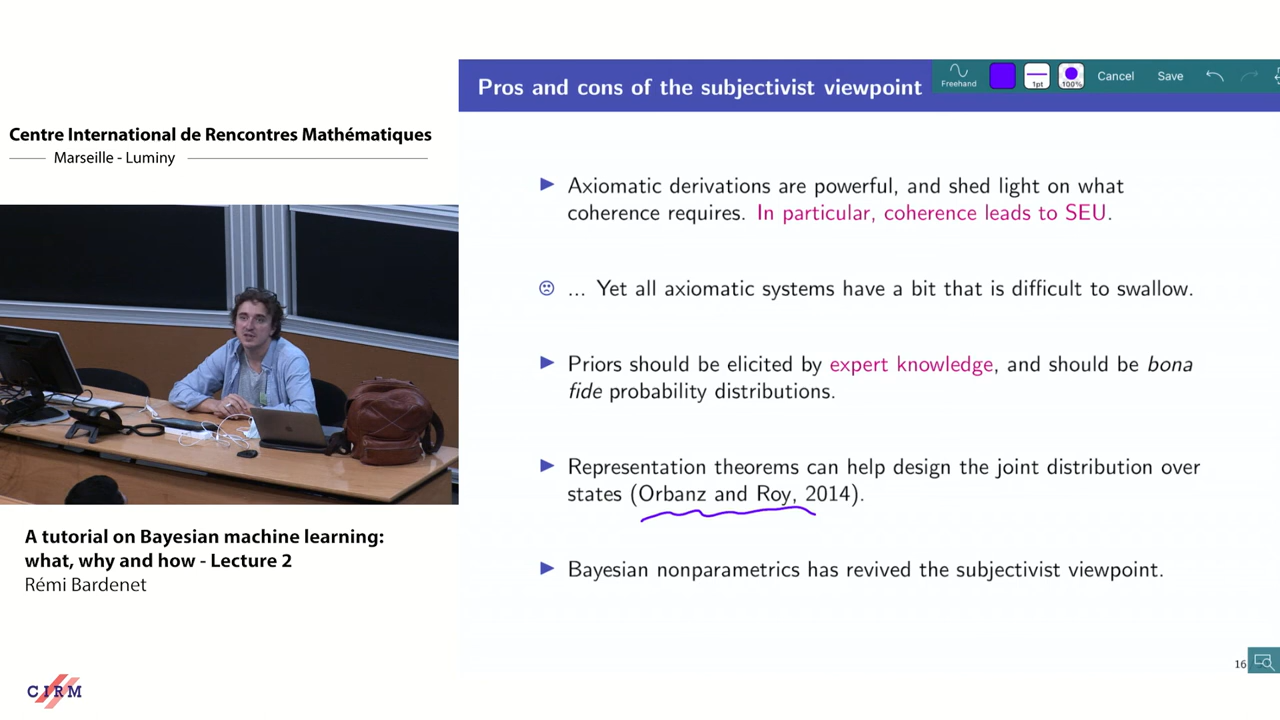 Centre International de Rencontres Mathématiques
Marseille - Luminy
A tutorial on Bayesian machine learning:
what, why and how - Lecture 2
Rémi Bardenet
CIRM
Pros and cons of the subjectivist viewpoint
Freehand
1pt
100%
Cancel
Save
Axiomatic derivations are powerful, and shed light on what
coherence requires. In particular, coherence leads to SEU.
... Yet all axiomatic systems have a bit that is difficult to swallow.
Priors should be elicited by expert knowledge, and should be bona
fide probability distributions.
Representation theorems can help design the joint distribution over
states (Orbanz and Roy, 2014).
Bayesian nonparametrics has revived the subjectivist viewpoint.
16